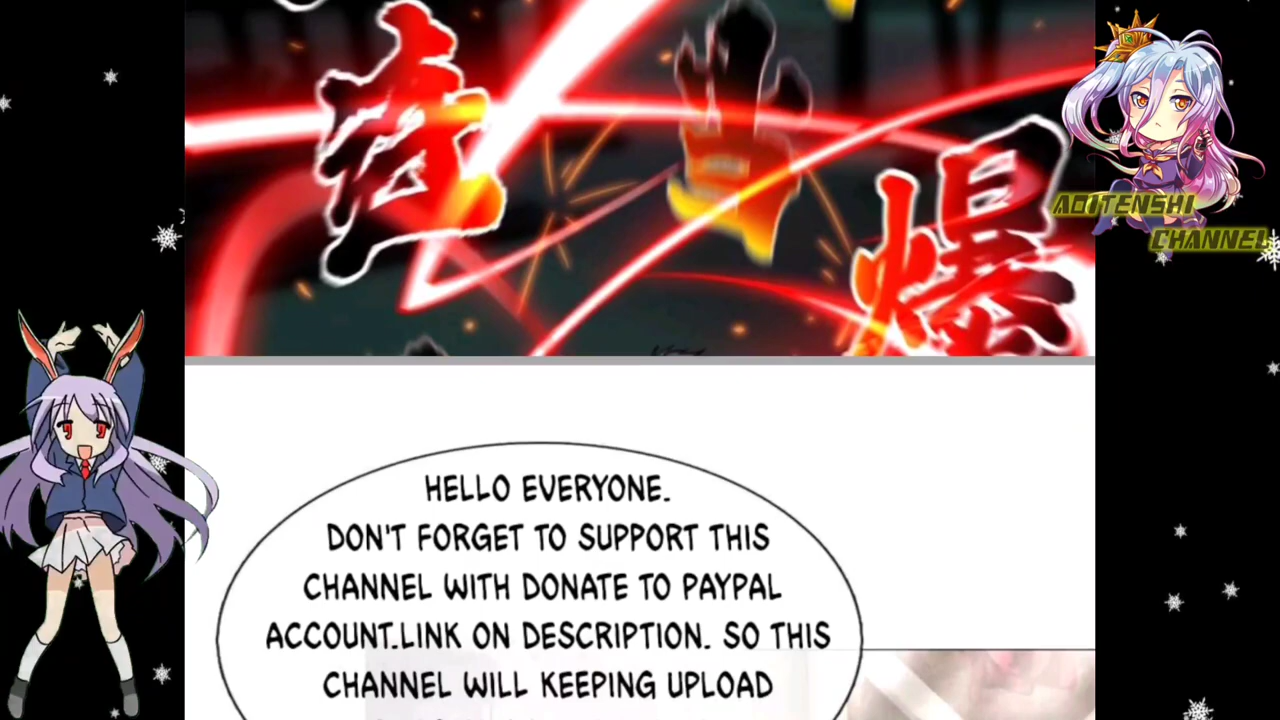 爆
AOITENSHI
CHANNEL
HELLO EVERYONE.
DON'T FORGET TO SUPPORT THIS
CHANNEL WITH DONATE TO PAYPAL
ACCOUNT.LINK ON DESCRIPTION. SO THIS
CHANNEL WILL KEEPING UPLOAD